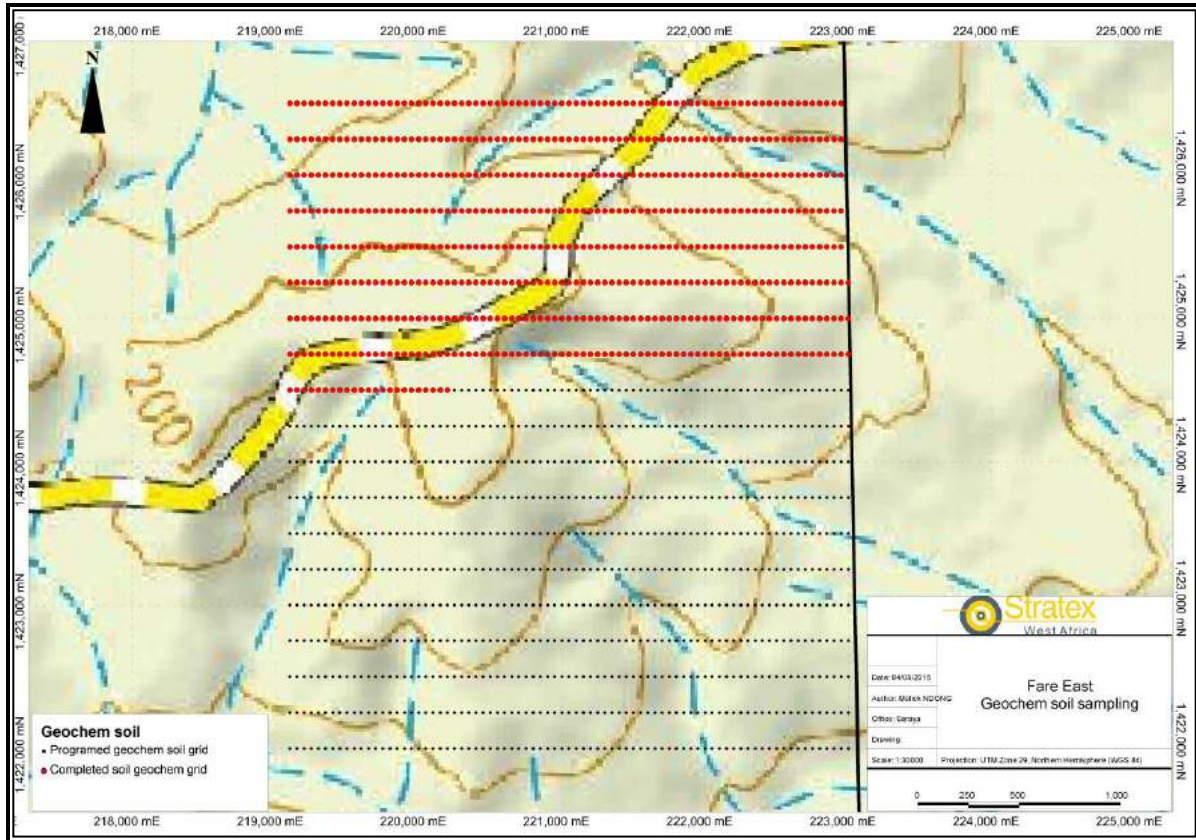 218,000 mE 219,000 mE 220,000 mE 221,000 mE 222,000 mE 223,000 mE 224,000 mE 225,000 mE
1,427,000 mN
N
1,426,000 mN 1,426,000 mN
1,425,000 mN 1,425,000 mN
200
1,424,000 mN 1,424,000 mN
1,423,000 mN 1,423,000 mN
1,422,000 mN 1,422,000 mN
Geochem soil
Programed geochem soil grid
Completed soil geochem grid
Stratex
West Africa
Fare East
Geochem soil sampling
Date:
Author: NDONG
Office: Saraya
Drawing:
Scale: 1:30000 Projection: UTM Zone 29, Northern Hemisphere (WGS 84)
0 250 500 1,000
218,000 mE 219,000 mE 220,000 mE 221,000 mE 222,000 mE 223,000 mE 224,000 mE 225,000 mE